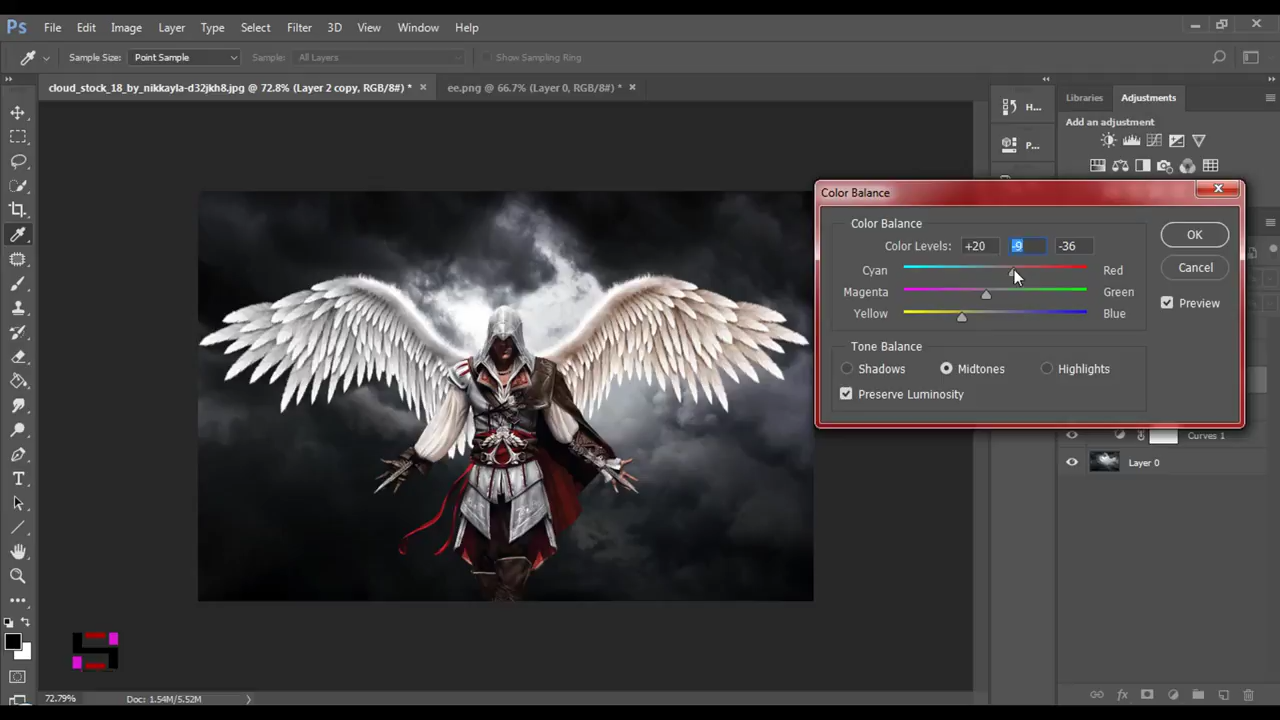 Ps File Edit Image Layer Type Select Filter 3D View Window Help
Sample Size: Point Sample Sample: All Layers Show Sampling Ring
cloud_stock_18_by_nikkayla-d32jkh8.jpg @ 72.8% (Layer 2 copy, RGB/8#) * ee.png @ 66.7% (Layer 0, RGB/8#) *
Libraries Adjustments
H...
Add an adjustment
P...
Color Balance
Color Balance
Color Levels: +20 -9 -36
Cyan Red
Magenta Green
Yellow Blue
Tone Balance
Shadows Midtones Highlights
Preserve Luminosity
OK
Cancel
Preview
Curves 1
Layer 0
72.79% Doc: 1.54M/5.52M